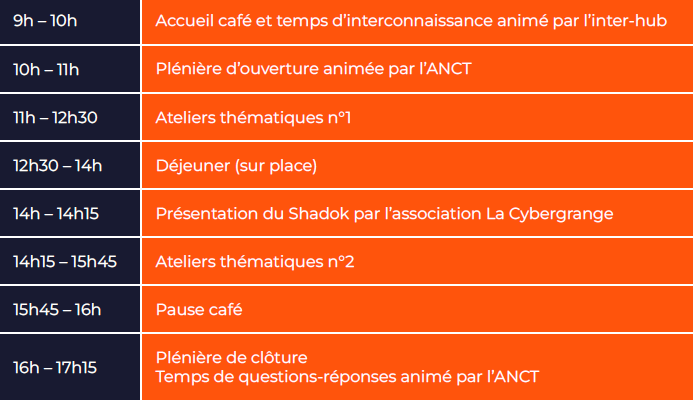 9h – 10h Accueil café et temps d’interconnaissance animé par l’inter-hub
10h – 11h Plénière d’ouverture animée par l’ANCT
11h – 12h30 Ateliers thématiques n°1
12h30 – 14h Déjeuner (sur place)
14h – 14h15 Présentation du Shadok par l’association La Cybergrange
14h15 – 15h45 Ateliers thématiques n°2
15h45 – 16h Pause café
16h – 17h15 Plénière de clôture
Temps de questions-réponses animé par l’ANCT